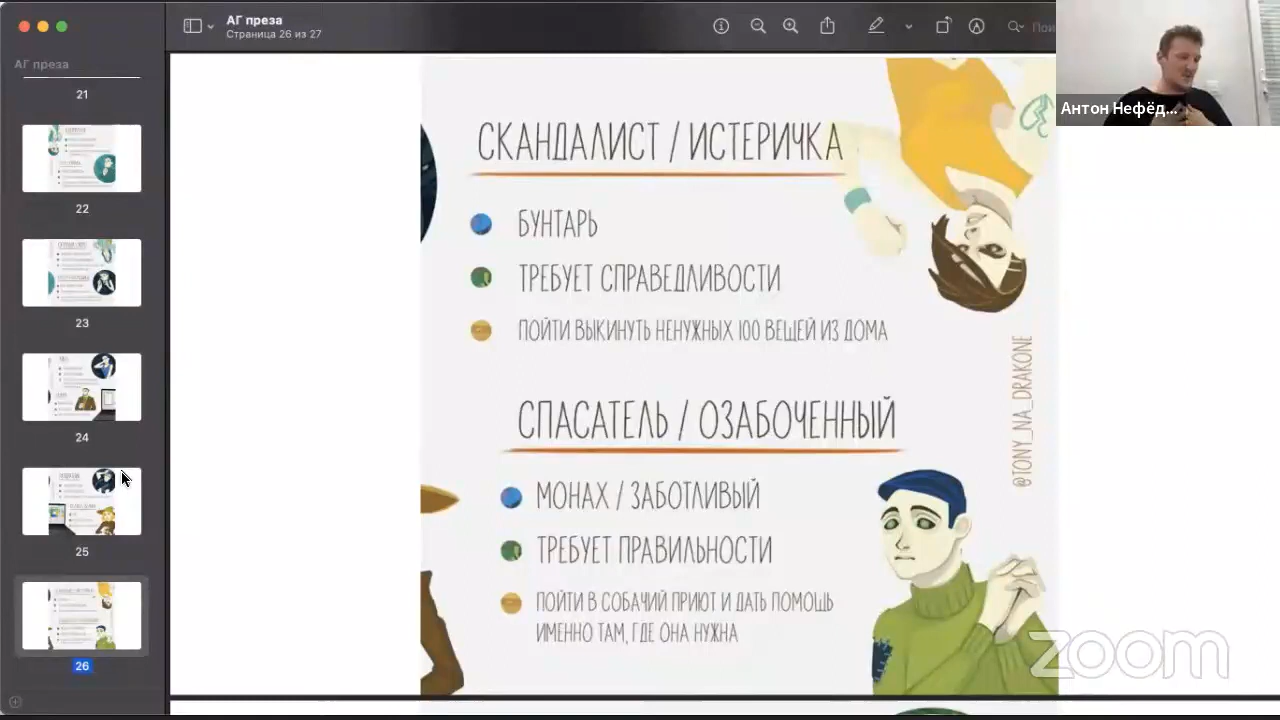 АГ преза
Страница 26 из 27
Пои
АГ преза
21
22
23
24
25
26
Антон Нефёд...
СКАНДАЛИСТ / ИСТЕРИЧКА
БУНТАРЬ
ТРЕБУЕТ СПРАВЕДЛИВОСТИ
ПОЙТИ ВЫКИНУТЬ НЕНУЖНЫХ 100 ВЕЩЕЙ ИЗ ДОМА
@TONY_NA_DRAKONE
СПАСАТЕЛЬ / ОЗАБОЧЕННЫЙ
МОНАХ / ЗАБОТЛИВЫЙ
ТРЕБУЕТ ПРАВИЛЬНОСТИ
ПОЙТИ В СОБАЧИЙ ПРИЮТ И ДАТЬ ПОМОЩЬ
ИМЕННО ТАМ, ГДЕ ОНА НУЖНА
zoom